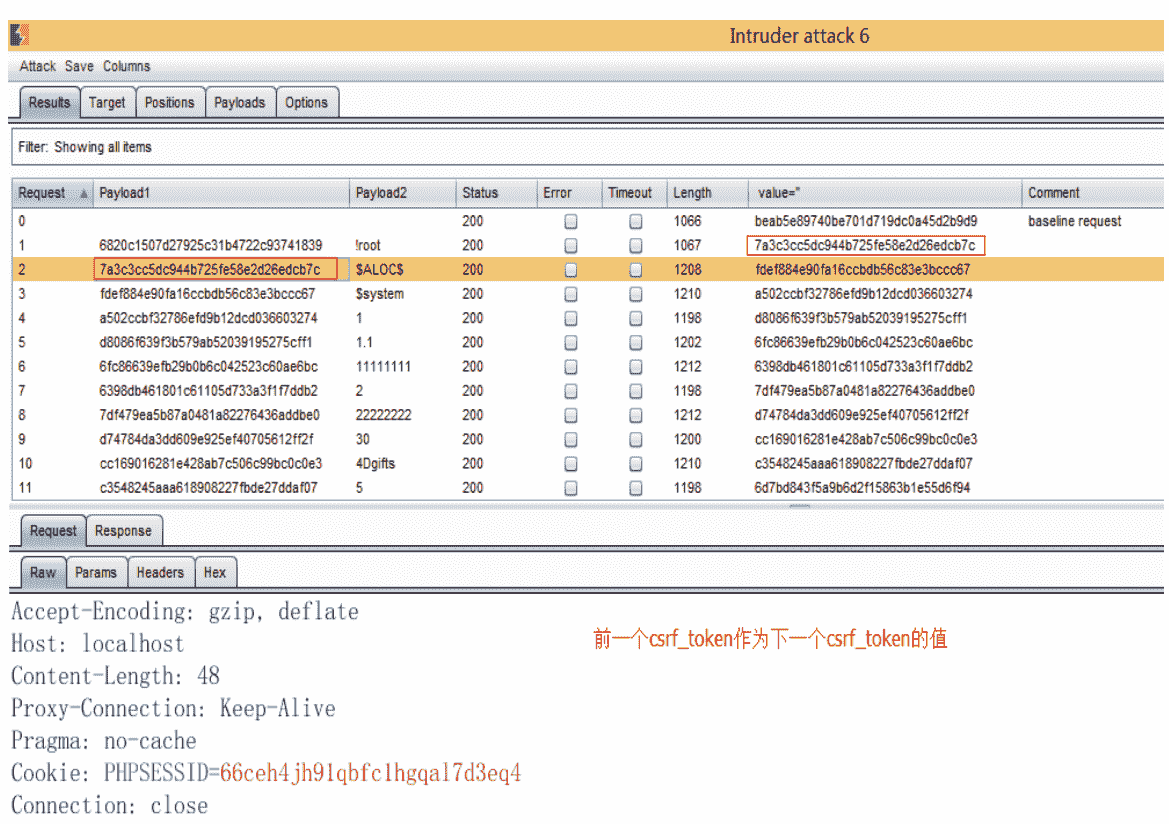 Intruder attack 6
Attack Save Columns
Results Target Positions Payloads Options
Filter: Showing all items
Request Payload1 Payload2 Status Error Timeout Length value=" Comment
0 200 1066 beab5e89740be701d719dc0a45d2b9d9 baseline request
1 6820c1507d27925c31b4722c93741839 !root 200 1067 7a3c3cc5dc944b725fe58e2d26edcb7c
2 7a3c3cc5dc944b725fe58e2d26edcb7c $ALOC$ 200 1208 fdef884e90fa16ccbdb56c83e3bccc67
3 fdef884e90fa16ccbdb56c83e3bccc67 $system 200 1210 a502ccbf32786efd9b12dcd036603274
4 a502ccbf32786efd9b12dcd036603274 1 200 1198 d8086f639f3b579ab52039195275cff1
5 d8086f639f3b579ab52039195275cff1 1.1 200 1202 6fc86639efb29b0b6c042523c60ae6bc
6 6fc86639efb29b0b6c042523c60ae6bc 11111111 200 1212 6398db461801c61105d733a3f1f7ddb2
7 6398db461801c61105d733a3f1f7ddb2 2 200 1198 7df479ea5b87a0481a82276436addbe0
8 7df479ea5b87a0481a82276436addbe0 22222222 200 1212 d74784da3dd609e925ef40705612ff2f
9 d74784da3dd609e925ef40705612ff2f 30 200 1200 cc169016281e428ab7c506c99bc0c0e3
10 cc169016281e428ab7c506c99bc0c0e3 4Dgifts 200 1210 c3548245aaa618908227fbde27ddaf07
11 c3548245aaa618908227fbde27ddaf07 5 200 1198 6d7bd843f5a9b6d2f15863b1e55d6f94
Request Response
Raw Params Headers Hex
Accept-Encoding: gzip, deflate
Host: localhost
前一个csrf_token作为下一个csrf_token的值
Content-Length: 48
Proxy-Connection: Keep-Alive
Pragma: no-cache
Cookie: PHPSESSID=66ceh4jh91qbfc1hgqal7d3eq4
Connection: close